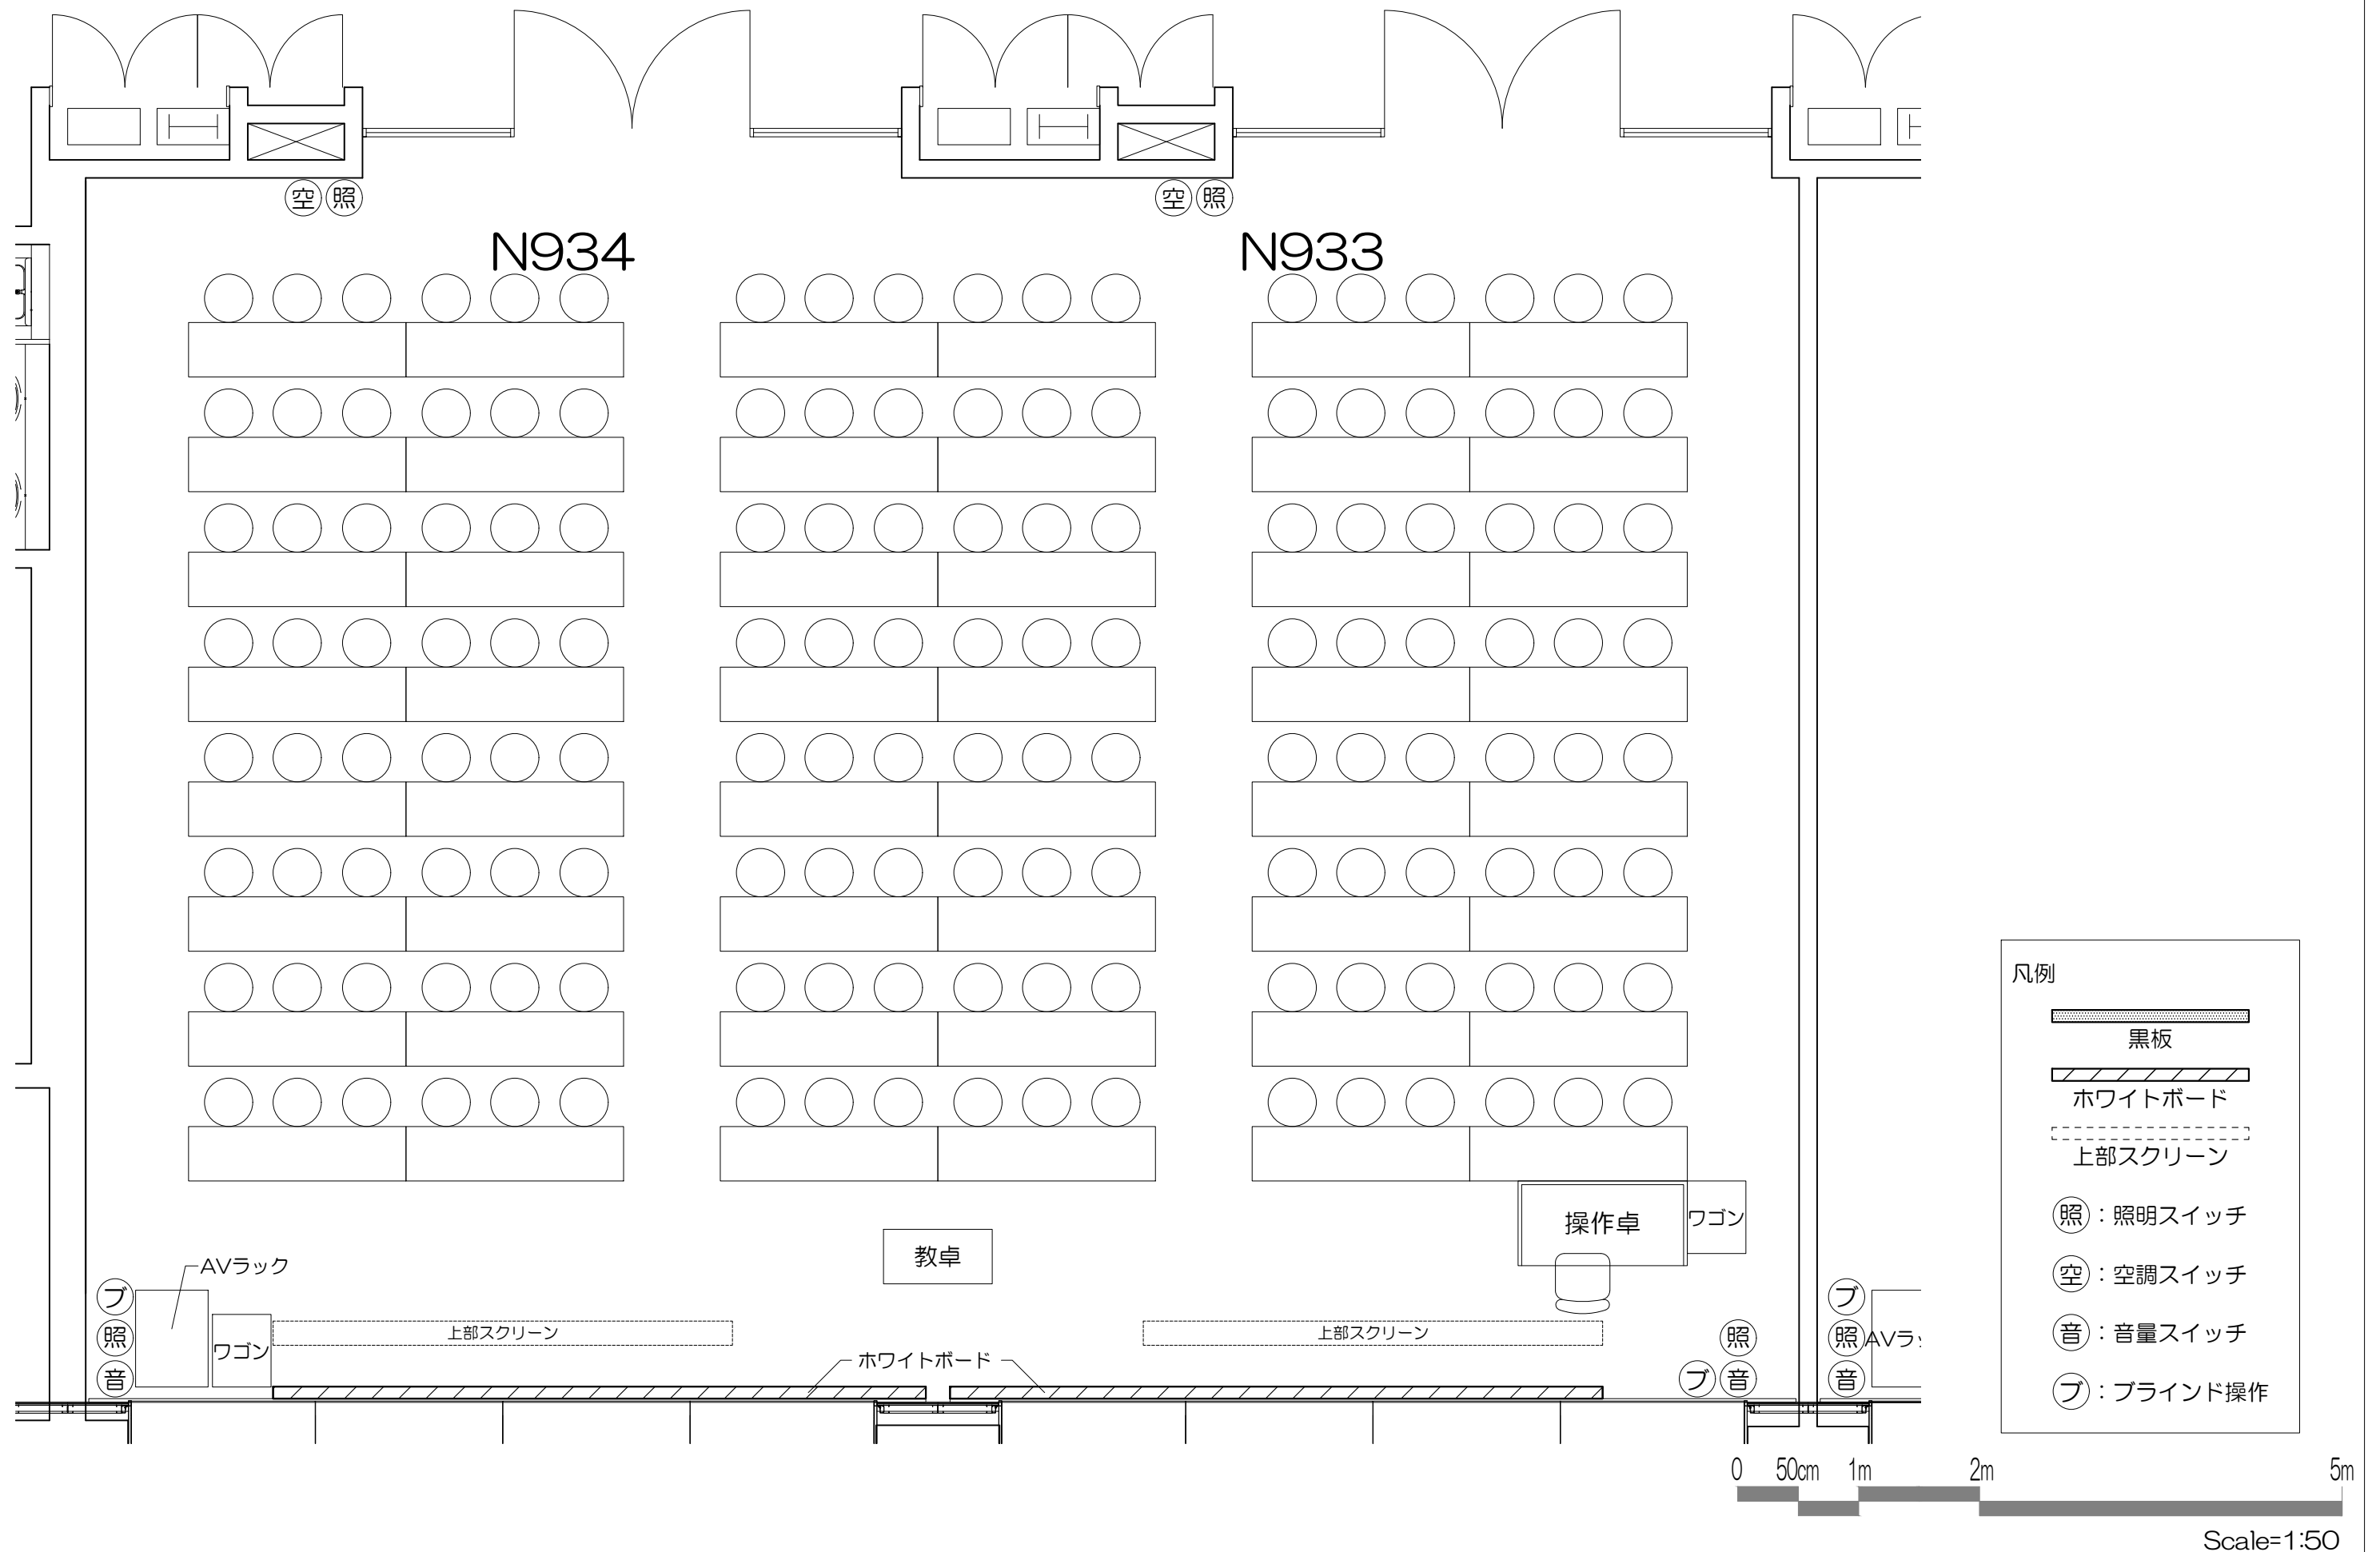 空 照
空 照
N934
N933
凡例
黒板
ホワイトボード
上部スクリーン
照：照明スイッチ
空：空調スイッチ
音：音量スイッチ
ブ：ブラインド操作
操作卓
ワゴン
教卓
AVラック
ブ
照
音
ワゴン
上部スクリーン
上部スクリーン
ホワイトボード
照
ブ 音
ブ
照
AVラ
音
0 50cm 1m 2m 5m
Scale=1:50